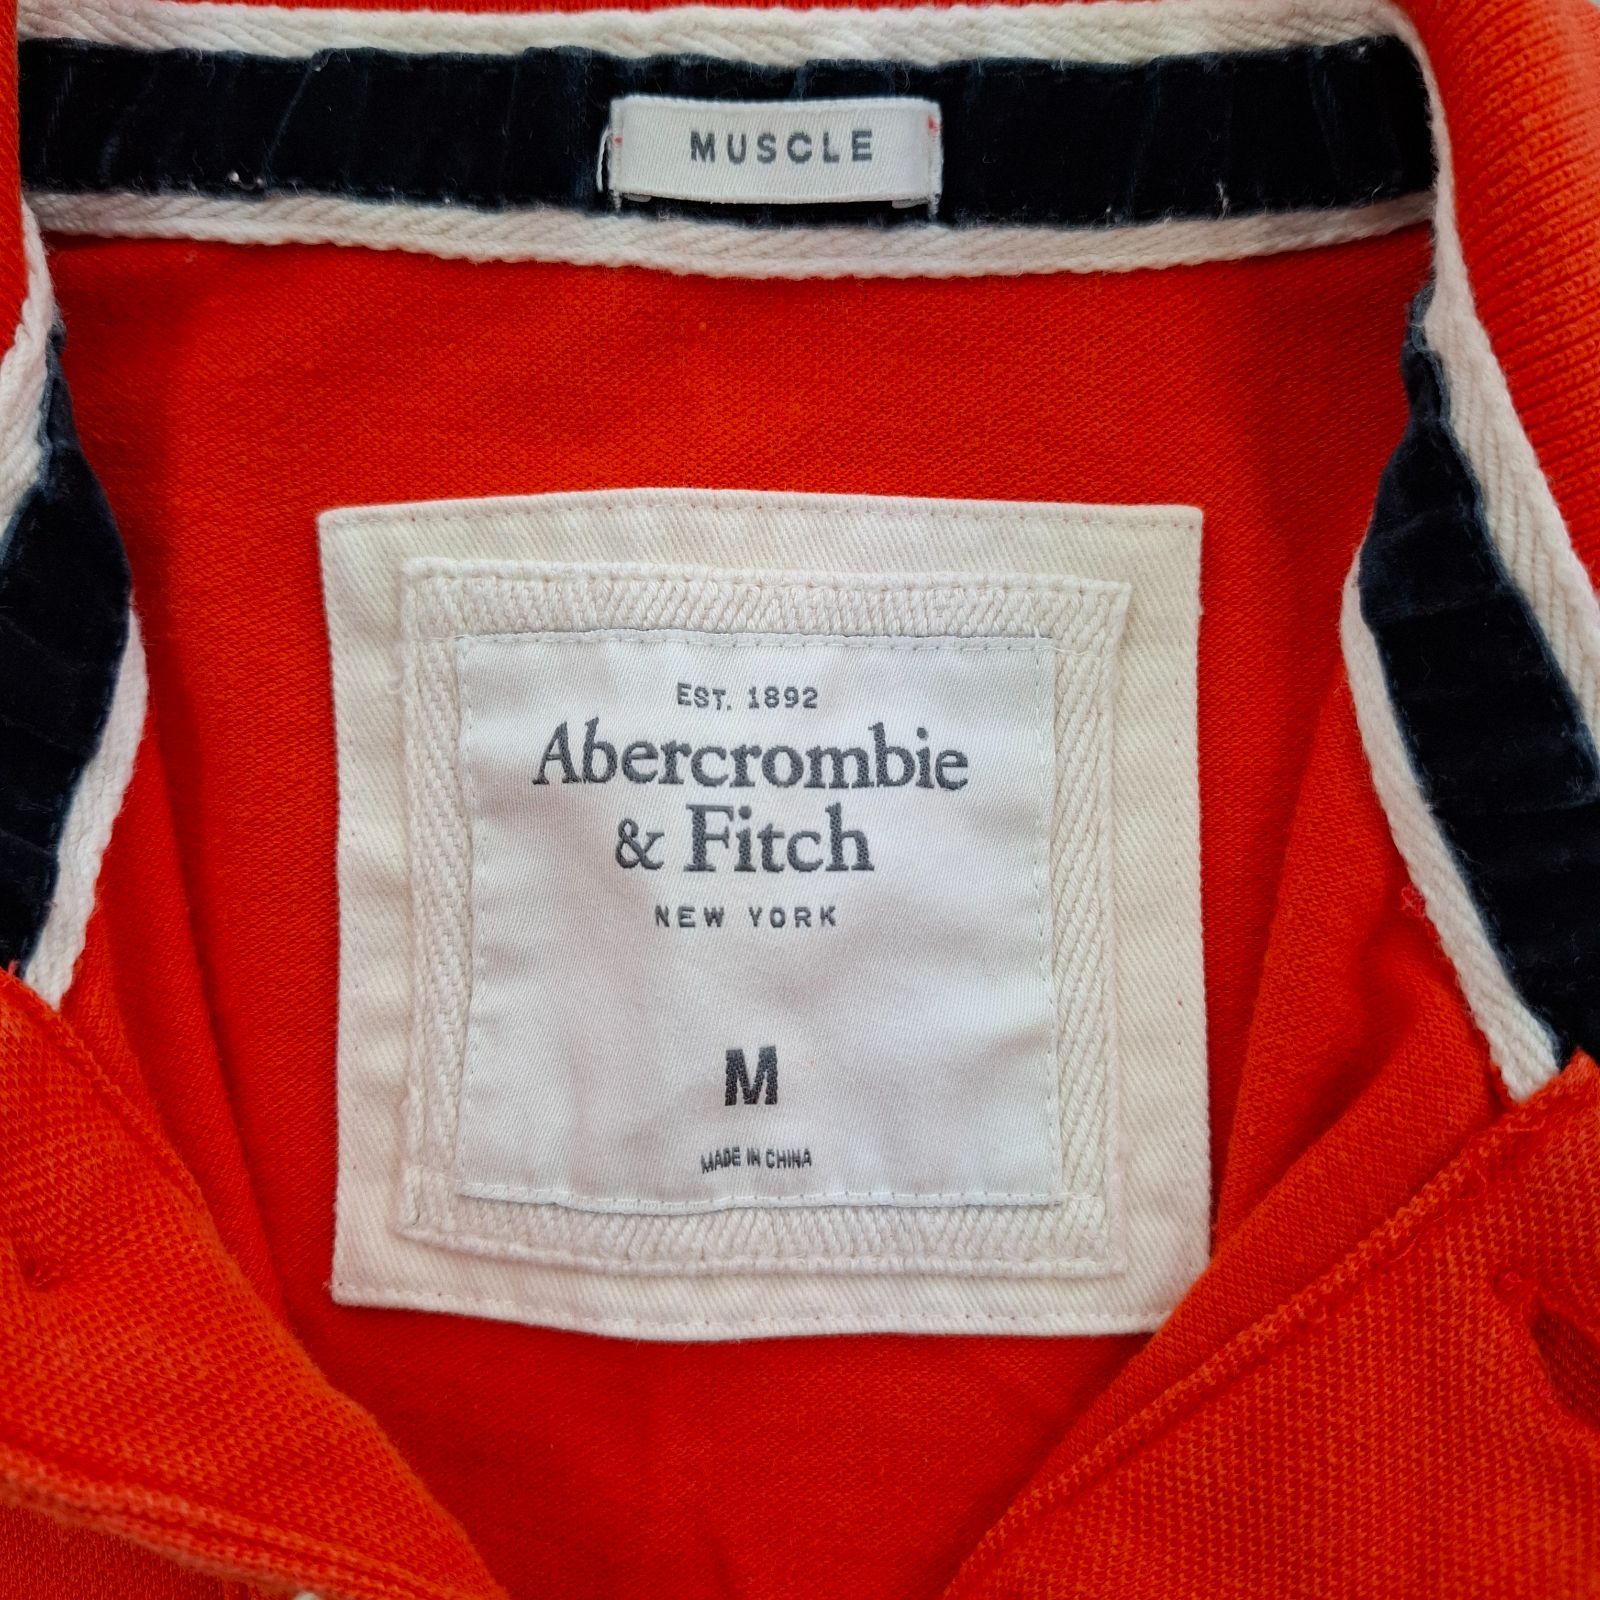 MUSCLE
EST. 1892
Abercrombie
& Fitch
NEW YORK
M
MADE IN CHINA